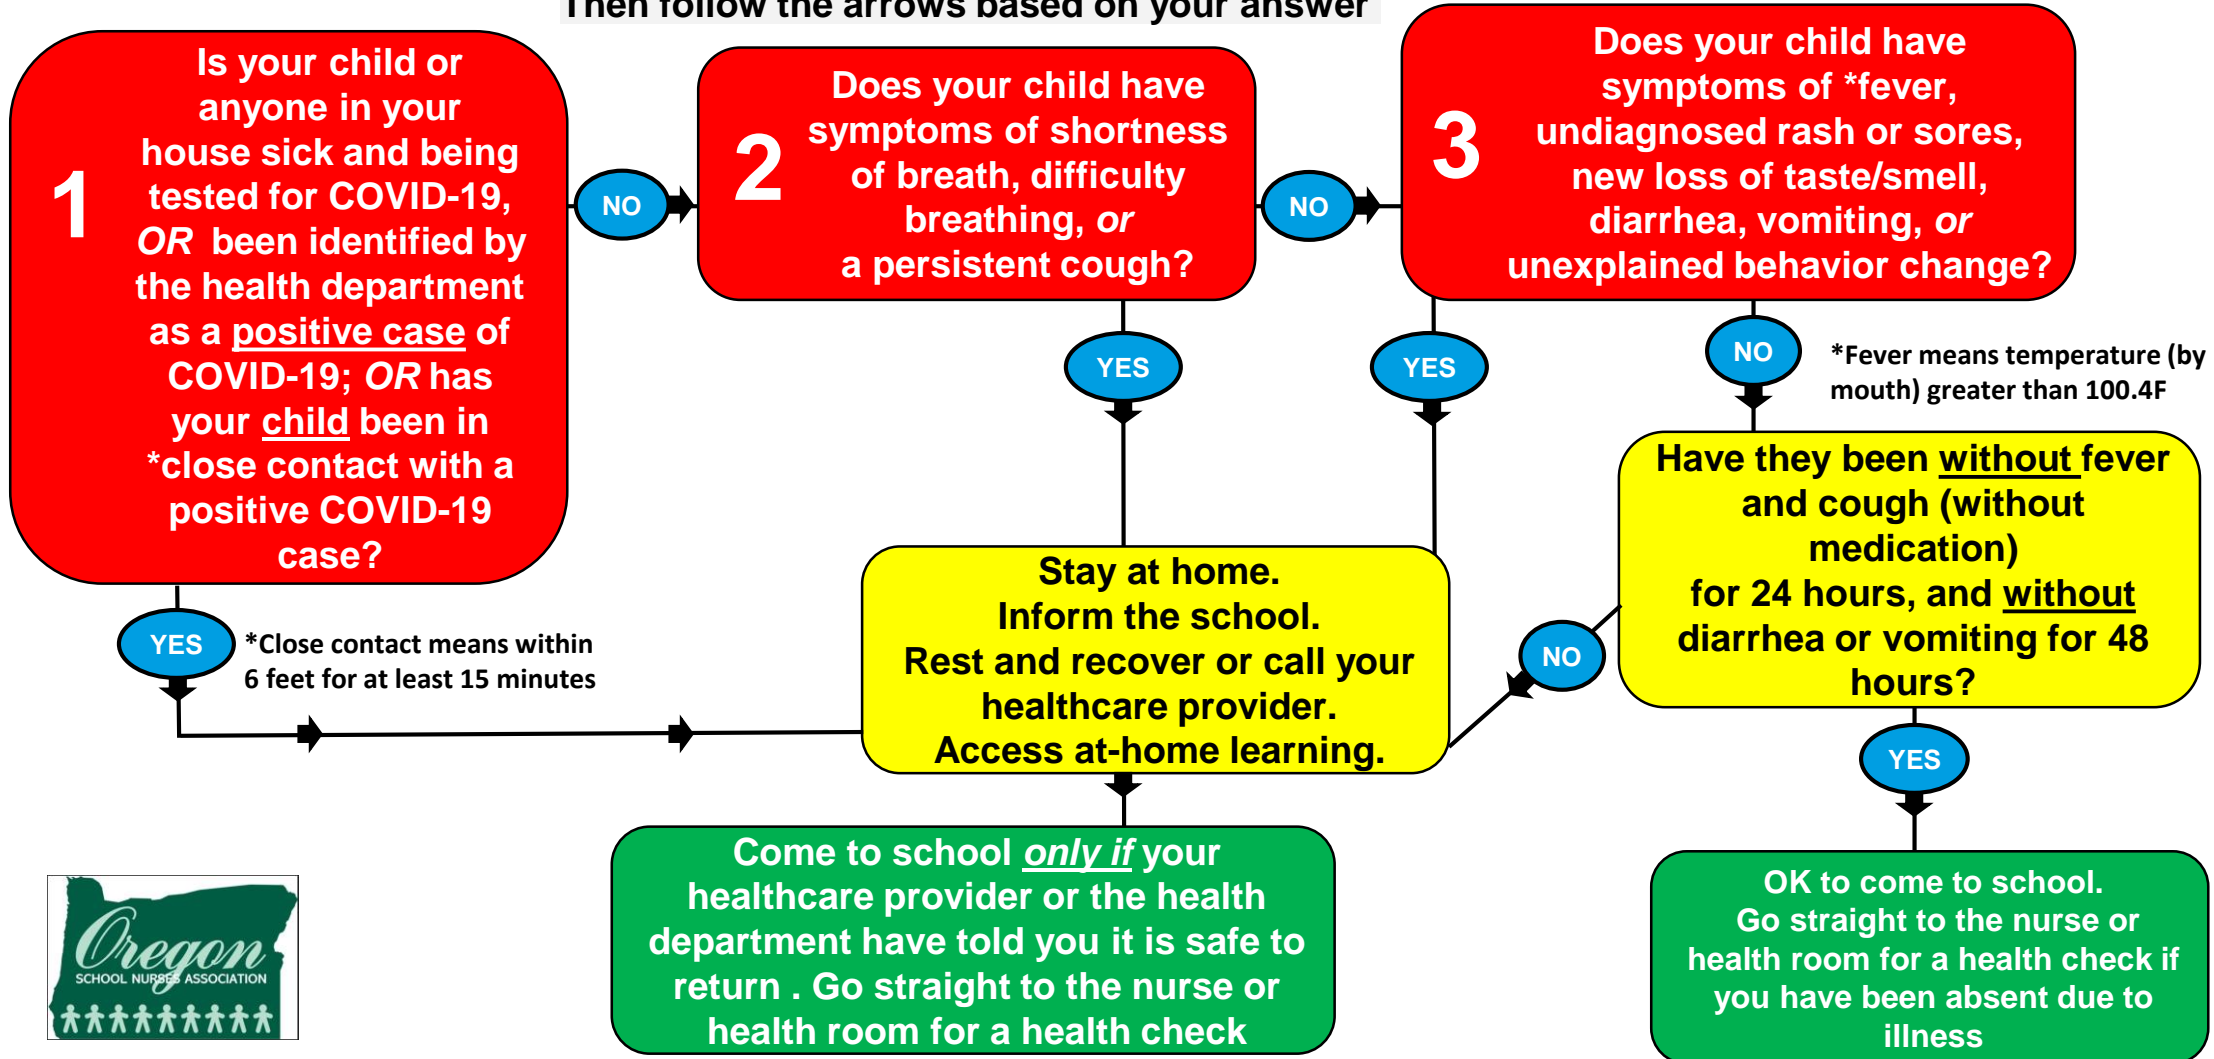 Then follow the arrows based on your answer
1
Is your child or
anyone in your
house sick and being
tested for COVID-19,
OR been identified by
the health department
as a positive case of
COVID-19; OR has
your child been in
*close contact with a
positive COVID-19
case?
NO
2
Does your child have
symptoms of shortness
of breath, difficulty
breathing, or
a persistent cough?
NO
3
Does your child have
symptoms of *fever,
undiagnosed rash or sores,
new loss of taste/smell,
diarrhea, vomiting, or
unexplained behavior change?
YES
YES
NO
*Fever means temperature (by
mouth) greater than 100.4F
Have they been without fever
and cough (without
medication)
for 24 hours, and without
diarrhea or vomiting for 48
hours?
YES
*Close contact means within
6 feet for at least 15 minutes
Stay at home.
Inform the school.
Rest and recover or call your
healthcare provider.
Access at-home learning.
NO
YES
Come to school only if your
healthcare provider or the health
department have told you it is safe to
return . Go straight to the nurse or
health room for a health check
OK to come to school.
Go straight to the nurse or
health room for a health check if
you have been absent due to
illness
Oregon
SCHOOL NURSES ASSOCIATION